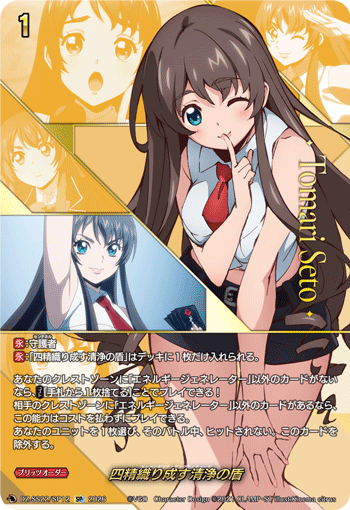 1
Tomari Seto
永:守護者
永:「四精織り成す清浄の盾」はデッキに1枚だけ入れられる。
あなたのクレストゾーンに「エネルギージェネレーター」以外のカードがない
なら、【手札から1枚捨てる】ことでプレイできる!
相手のクレストゾーンに「エネルギージェネレーター」以外のカードがあるなら、
この能力はコストを払わずにプレイできる。
あなたのユニットを1枚選び、そのバトル中、ヒットされない。このカードを
除外する。
ブリッツオーダー
四精織り成す清浄の盾
DZ-SS22/SP12 SP 2026